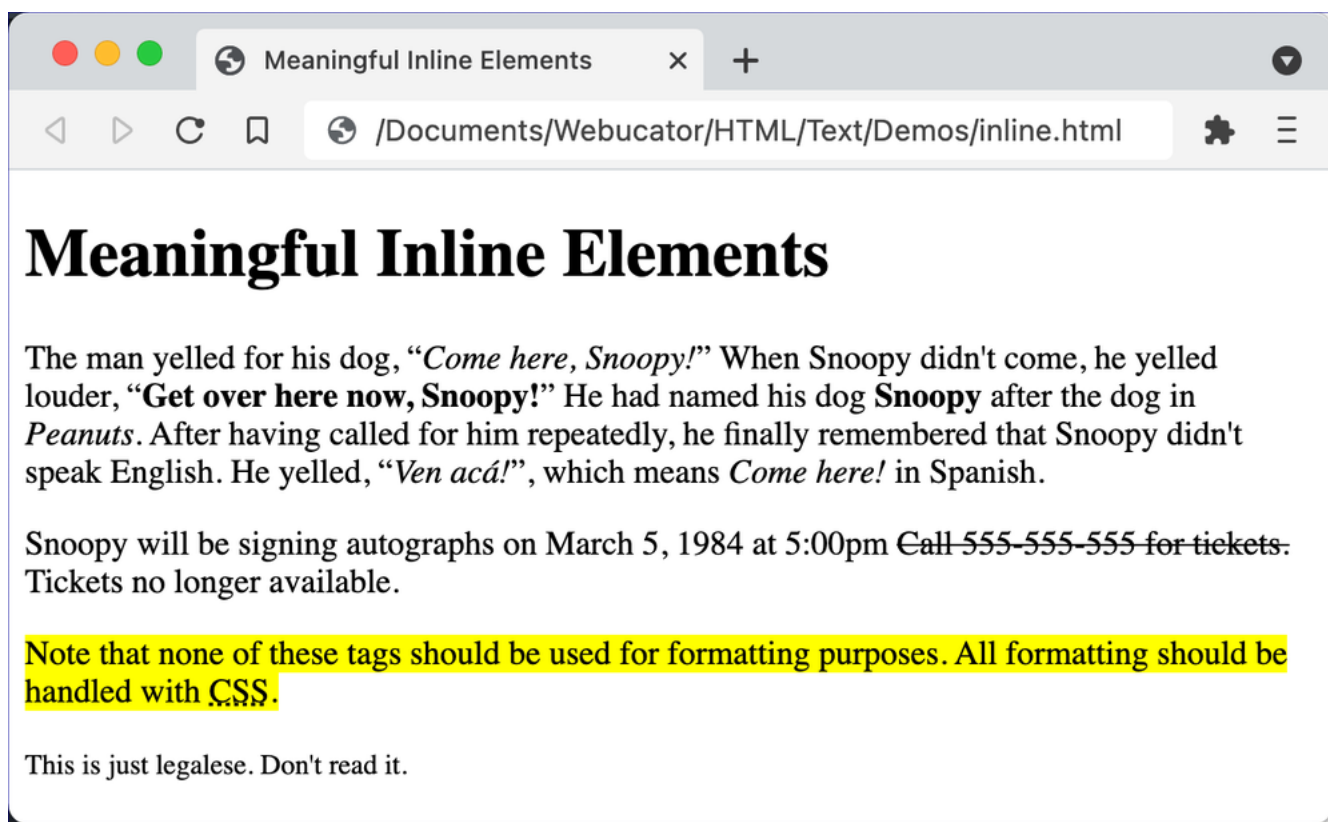 Meaningful Inline Elements
/Documents/Webucator/HTML/Text/Demos/inline.html
Meaningful Inline Elements
The man yelled for his dog, “Come here, Snoopy!” When Snoopy didn't come, he yelled
louder, “Get over here now, Snoopy!” He had named his dog Snoopy after the dog in
Peanuts. After having called for him repeatedly, he finally remembered that Snoopy didn't
speak English. He yelled, “Ven acá!”, which means Come here! in Spanish.
Snoopy will be signing autographs on March 5, 1984 at 5:00pm Call 555-555-555 for tickets.
Tickets no longer available.
Note that none of these tags should be used for formatting purposes. All formatting should be
handled with CSS.
This is just legalese. Don't read it.